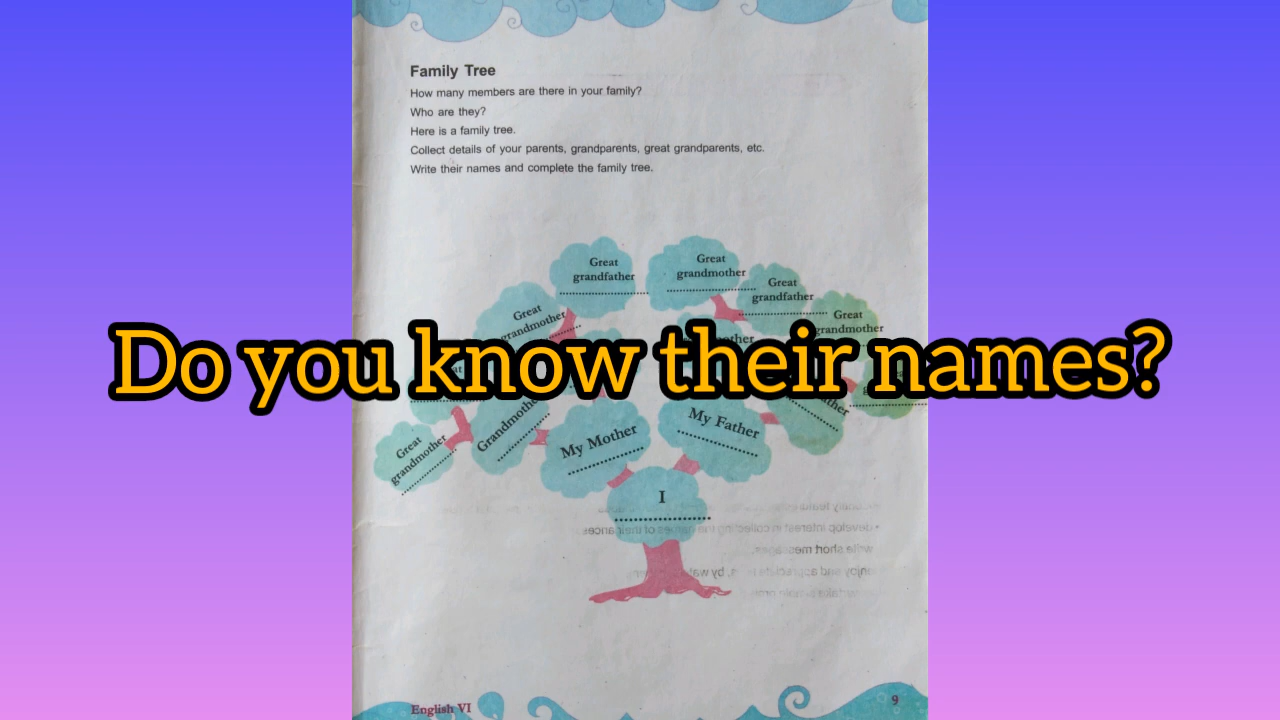 Family Tree
How many members are there in your family?
Who are they?
Here is a family tree.
Collect details of your parents, grandparents, great grandparents, etc.
Write their names and complete the family tree.
Great
grandfather
Great
grandmother
Great
grandfather
Great
grandmother
Great
grandmother
Do you know their names?
Great
grandmother
Grandmother
My Mother
My Father
I
English VI
9